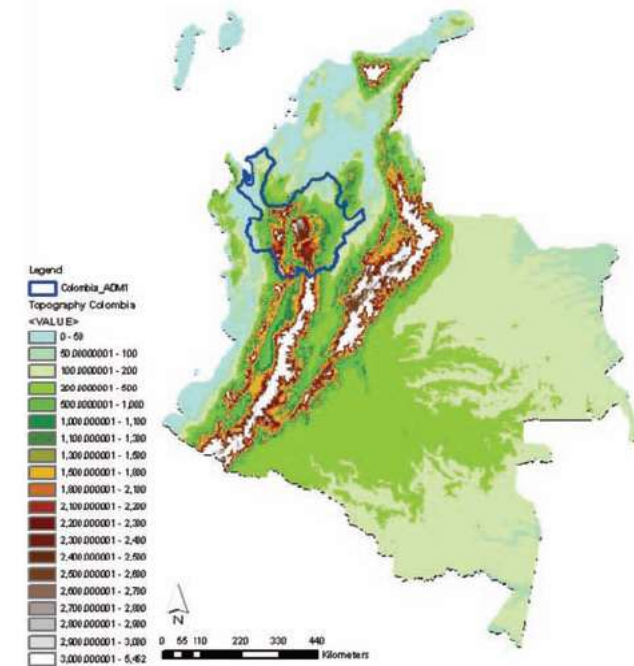 Legend
Colombia_ADM1
Topography Colombia
<VALUE>
0 - 50
50.00000001 - 100
100.0000001 - 200
200.0000001 - 500
500.0000001 - 1,000
1,000.000001 - 1,100
1,100.000001 - 1,300
1,300.000001 - 1,500
1,500.000001 - 1,800
1,800.000001 - 2,100
2,100.000001 - 2,200
2,200.000001 - 2,300
2,300.000001 - 2,400
2,400.000001 - 2,500
2,500.000001 - 2,600
2,600.000001 - 2,700
2,700.000001 - 2,800
2,800.000001 - 2,900
2,900.000001 - 3,000
3,000.000001 - 5,452
N
0 55 110 220 330 440
Kilometers